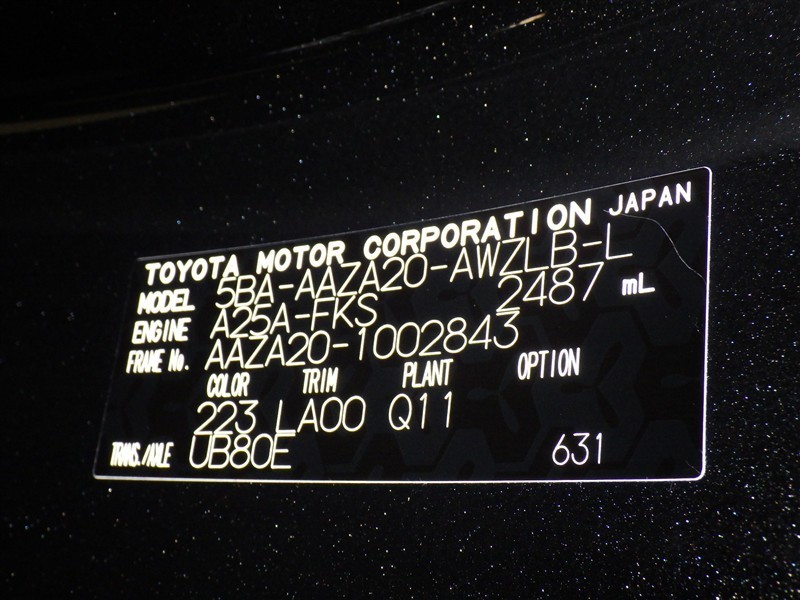 TOYOTA MOTOR CORPORATION JAPAN
MODEL 5BA-AAZA20-AWZLB-L
ENGINE A25A-FKS 2487 mL
FRAME No. AAZA20-1002843
COLOR TRIM PLANT OPTION
223 LA00 Q11
TRANS./AXLE UB80E 631